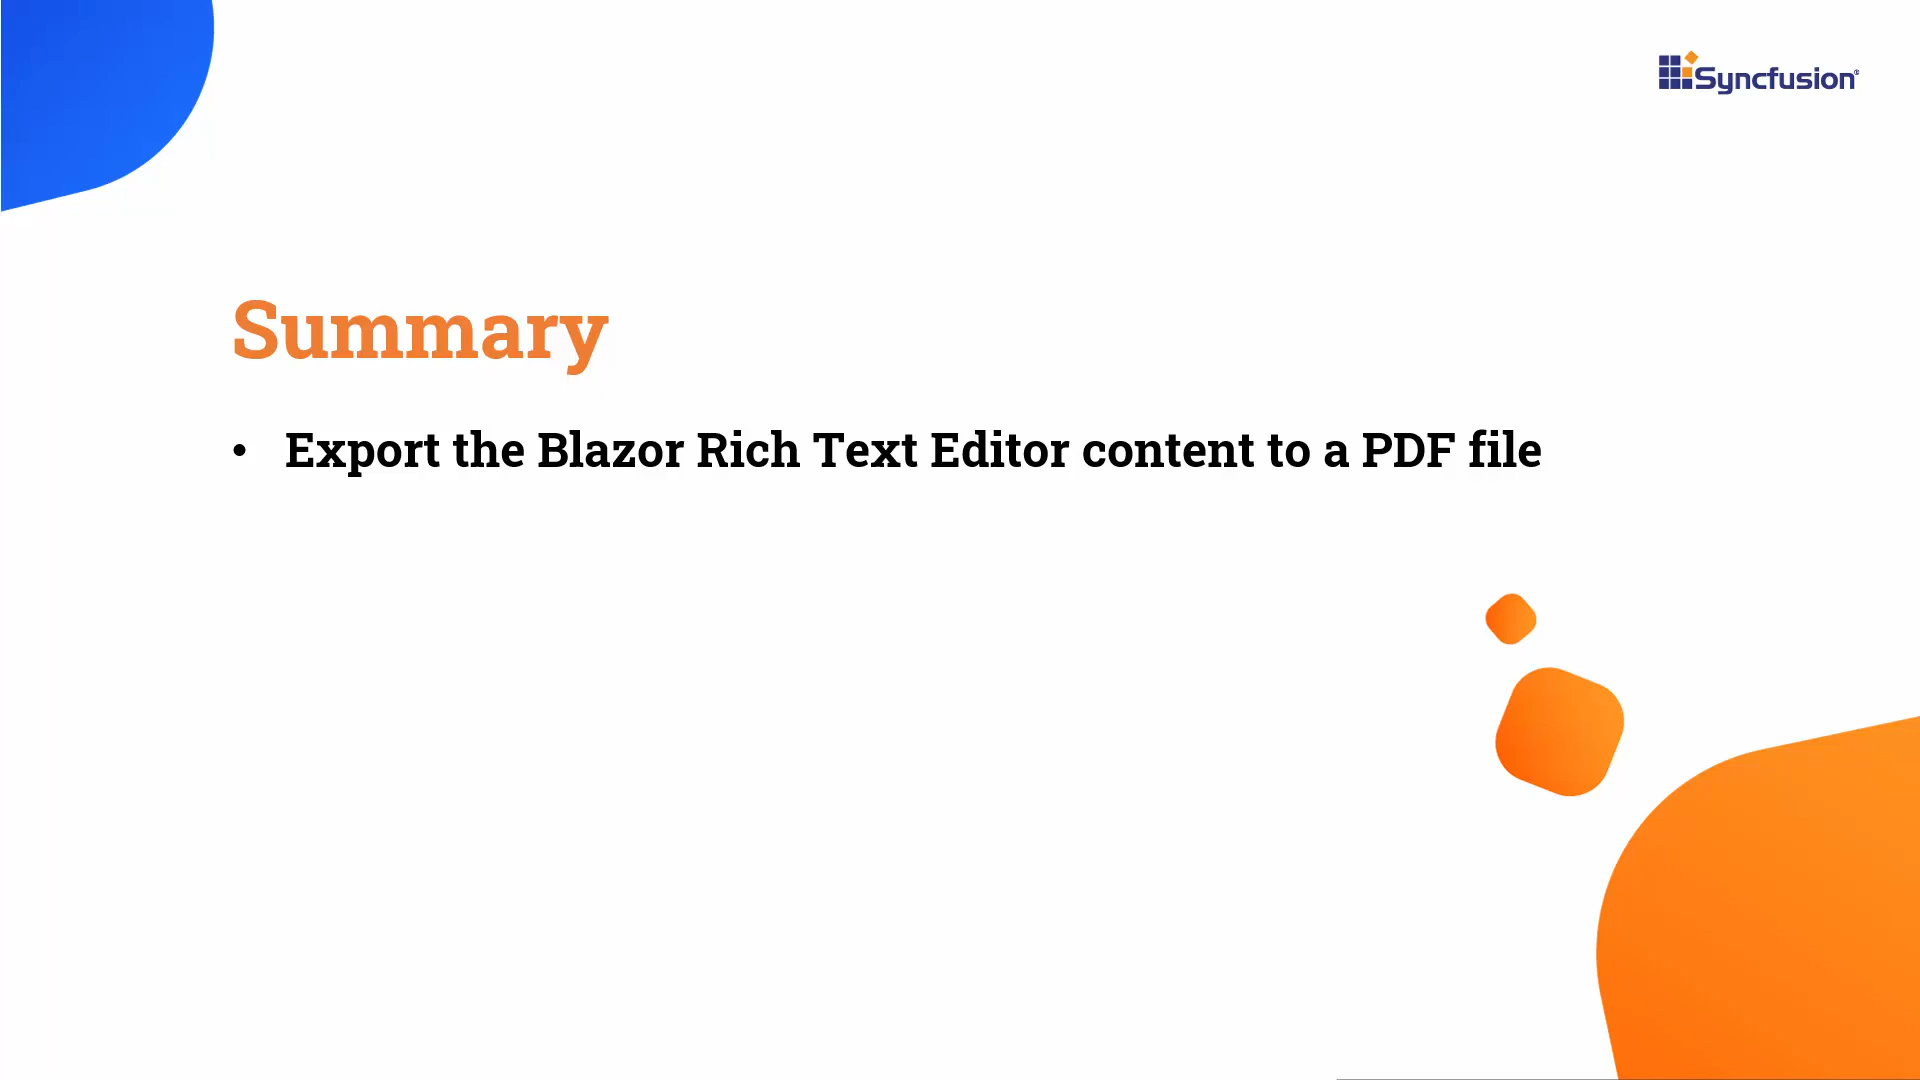 Syncfusion®
Summary
• Export the Blazor Rich Text Editor content to a PDF file